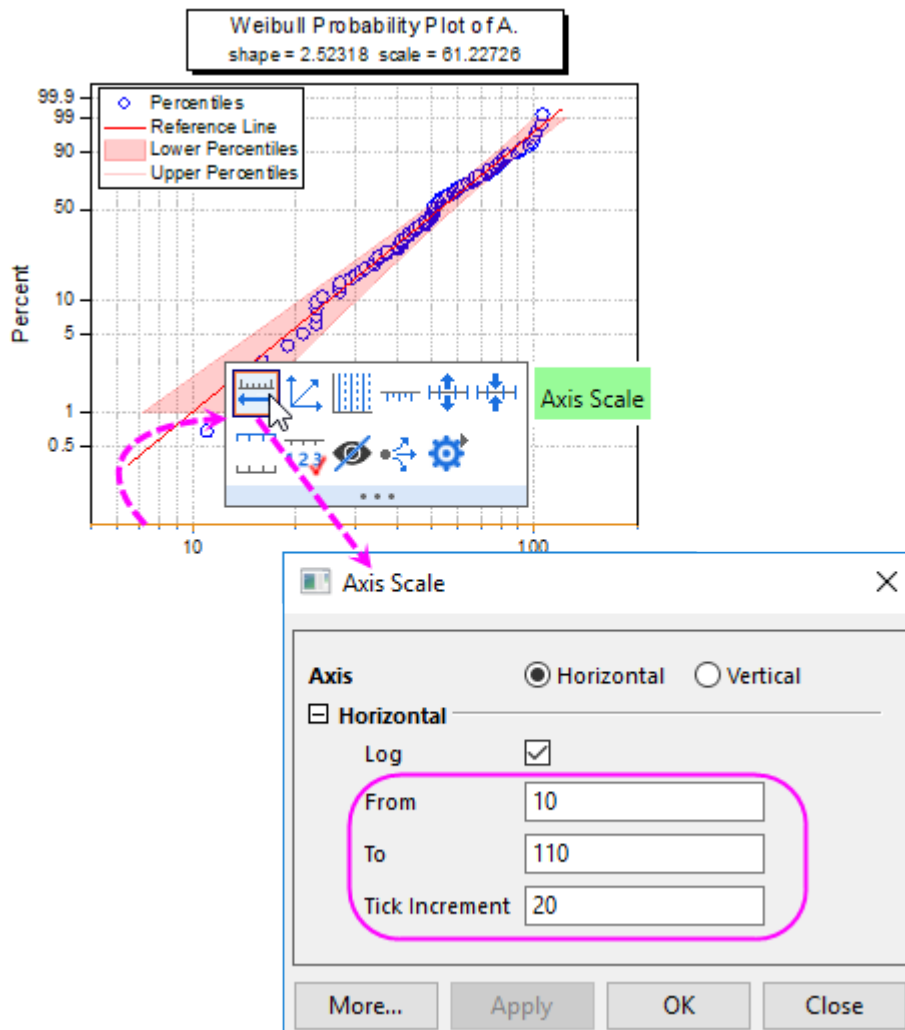 Weibull Probability Plot of A.
shape = 2.52318 scale = 61.22726
99.9
99
90
50
10
5
1
0.5
Percent
Percentiles
Reference Line
Lower Percentiles
Upper Percentiles
Axis Scale
123
10
100
Axis Scale
Axis
Horizontal
Vertical
Horizontal
Log
From
10
To
110
Tick Increment
20
More...
Apply
OK
Close